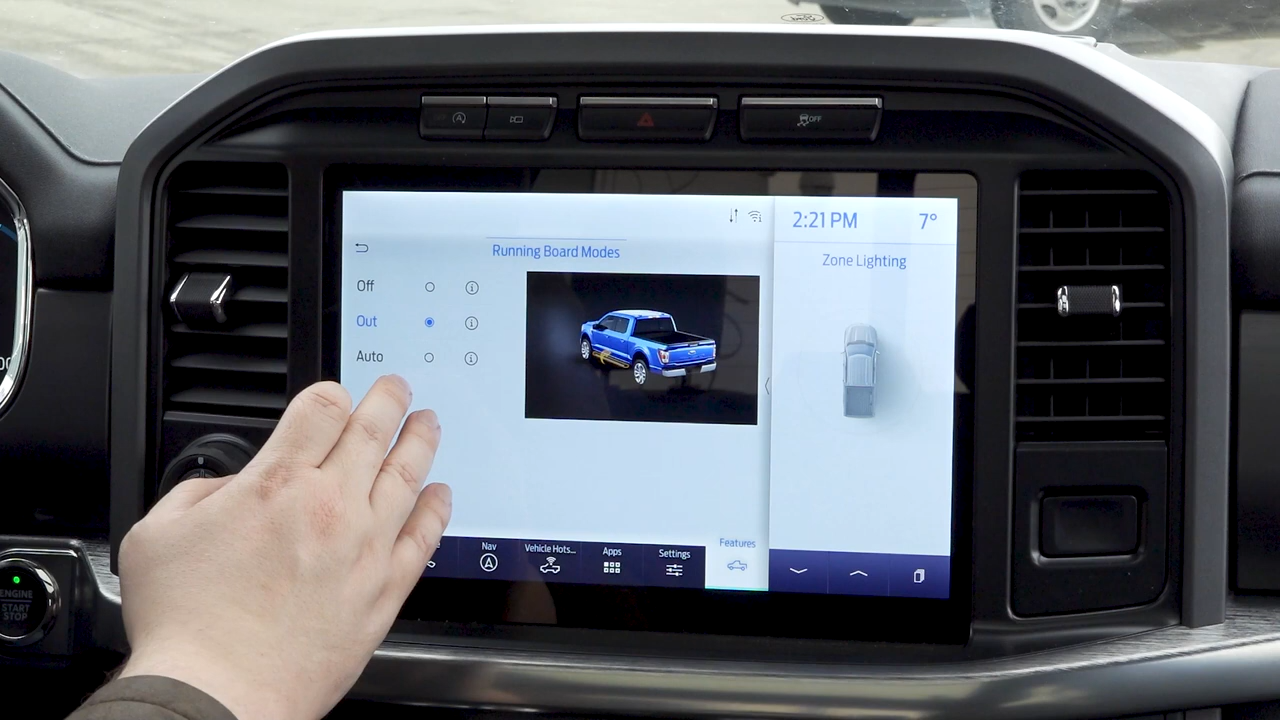 OFF
2:21 PM
7°
Running Board Modes
Zone Lighting
Off
Out
Auto
Nav
Vehicle Hots...
Apps
Settings
Features
ENGINE
START
STOP